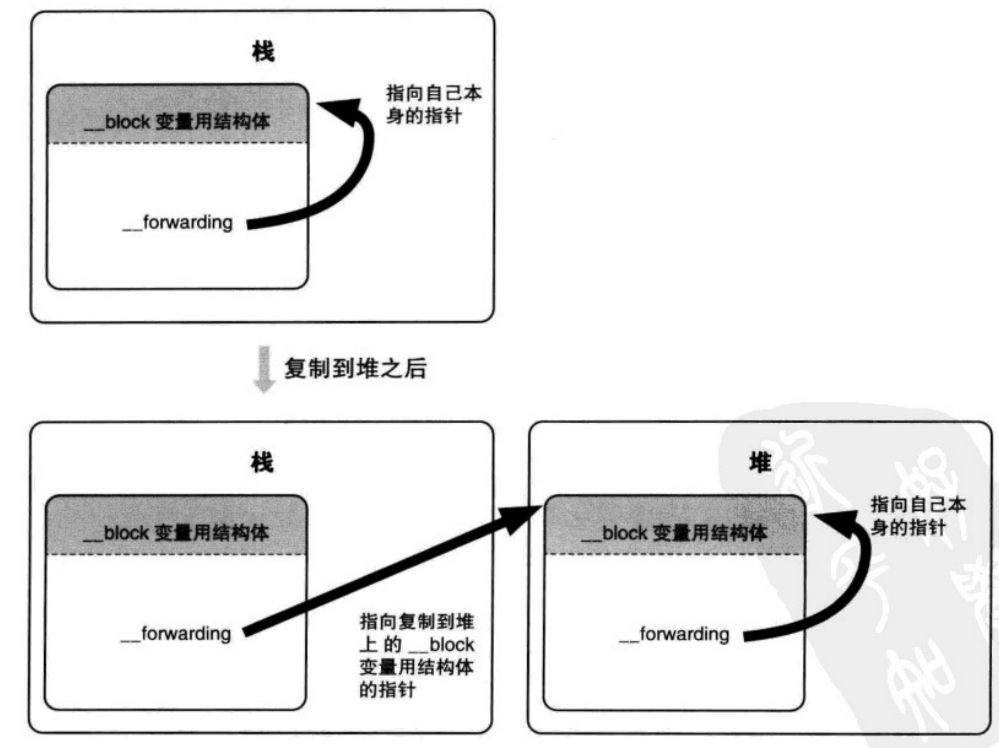 栈
__block 变量用结构体
指向自己本
身的指针
__forwarding
复制到堆之后
栈
__block 变量用结构体
__forwarding
指向复制到堆
上 的 __block
变量用结构体
的指针
堆
__block 变量用结构体
指向自己本
身的指针
__forwarding